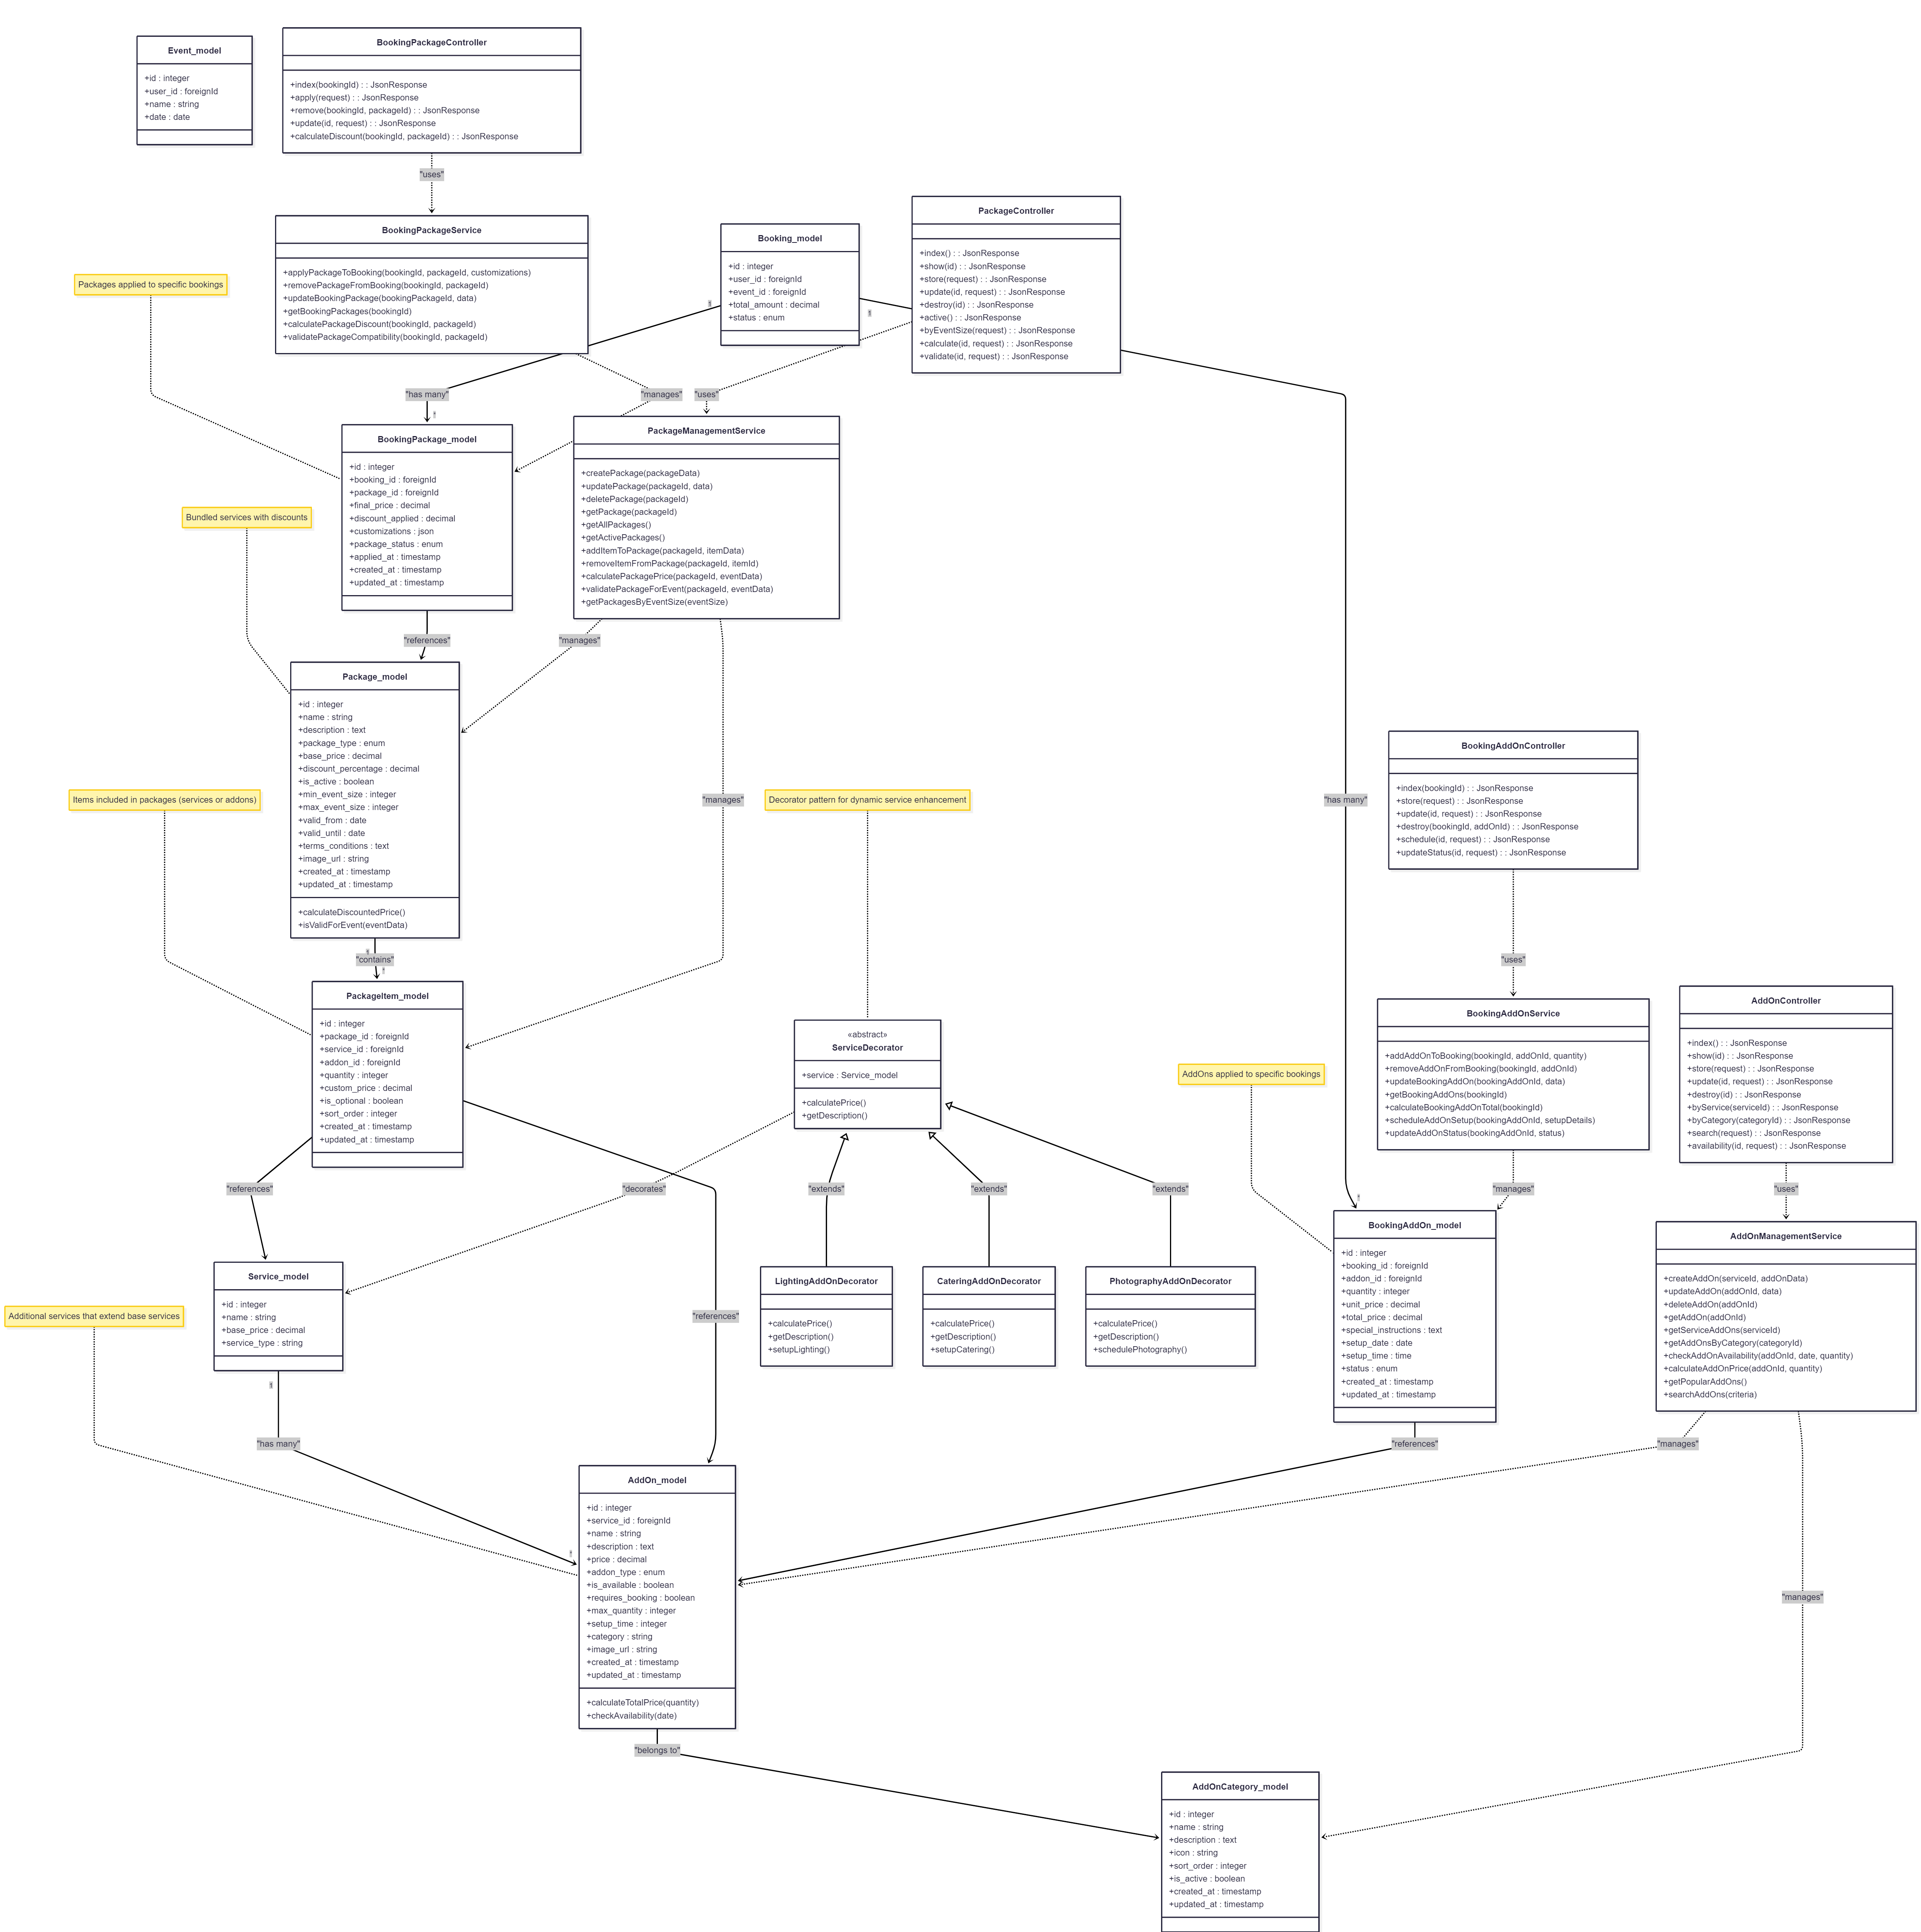 Event_model
+id : integer
+user_id : foreignId
+name : string
+date : date
BookingPackageController
+index(bookingId) : : JsonResponse
+apply(request) : : JsonResponse
+remove(bookingId, packageId) : : JsonResponse
+update(id, request) : : JsonResponse
+calculateDiscount(bookingId, packageId) : : JsonResponse
"uses"
BookingPackageService
+applyPackageToBooking(bookingId, packageId, customizations)
+removePackageFromBooking(bookingId, packageId)
+updateBookingPackage(bookingPackageId, data)
+getBookingPackages(bookingId)
+calculatePackageDiscount(bookingId, packageId)
+validatePackageCompatibility(bookingId, packageId)
Booking_model
+id : integer
+user_id : foreignId
+event_id : foreignId
+total_amount : decimal
+status : enum
PackageController
+index() : : JsonResponse
+show(id) : : JsonResponse
+store(request) : : JsonResponse
+update(id, request) : : JsonResponse
+destroy(id) : : JsonResponse
+active() : : JsonResponse
+byEventSize(request) : : JsonResponse
+calculate(id, request) : : JsonResponse
+validate(id, request) : : JsonResponse
Packages applied to specific bookings
"has many"
"manages"
"uses"
BookingPackage_model
+id : integer
+booking_id : foreignId
+package_id : foreignId
+final_price : decimal
+discount_applied : decimal
+customizations : json
+package_status : enum
+applied_at : timestamp
+created_at : timestamp
+updated_at : timestamp
PackageManagementService
+createPackage(packageData)
+updatePackage(packageId, data)
+deletePackage(packageId)
+getPackage(packageId)
+getAllPackages()
+getActivePackages()
+addItemToPackage(packageId, itemData)
+removeItemFromPackage(packageId, itemId)
+calculatePackagePrice(packageId, eventData)
+validatePackageForEvent(packageId, eventData)
+getPackagesByEventSize(eventSize)
Bundled services with discounts
"references"
"manages"
Package_model
+id : integer
+name : string
+description : text
+package_type : enum
+base_price : decimal
+discount_percentage : decimal
+is_active : boolean
+min_event_size : integer
+max_event_size : integer
+valid_from : date
+valid_until : date
+terms_conditions : text
+image_url : string
+created_at : timestamp
+updated_at : timestamp
+calculateDiscountedPrice()
+isValidForEvent(eventData)
BookingAddOnController
+index(bookingId) : : JsonResponse
+store(request) : : JsonResponse
+update(id, request) : : JsonResponse
+destroy(bookingId, addOnId) : : JsonResponse
+schedule(id, request) : : JsonResponse
+updateStatus(id, request) : : JsonResponse
Items included in packages (services or addons)
"manages"
Decorator pattern for dynamic service enhancement
"has many"
"contains"
"uses"
PackageItem_model
+id : integer
+package_id : foreignId
+service_id : foreignId
+addon_id : foreignId
+quantity : integer
+custom_price : decimal
+is_optional : boolean
+sort_order : integer
+created_at : timestamp
+updated_at : timestamp
«abstract»
ServiceDecorator
+service : Service_model
+calculatePrice()
+getDescription()
AddOns applied to specific bookings
BookingAddOnService
+addAddOnToBooking(bookingId, addOnId, quantity)
+removeAddOnFromBooking(bookingId, addOnId)
+updateBookingAddOn(bookingAddOnId, data)
+getBookingAddOns(bookingId)
+calculateBookingAddOnTotal(bookingId)
+scheduleAddOnSetup(bookingAddOnId, setupDetails)
+updateAddOnStatus(bookingAddOnId, status)
AddOnController
+index() : : JsonResponse
+show(id) : : JsonResponse
+store(request) : : JsonResponse
+update(id, request) : : JsonResponse
+destroy(id) : : JsonResponse
+byService(serviceId) : : JsonResponse
+byCategory(categoryId) : : JsonResponse
+search(request) : : JsonResponse
+availability(id, request) : : JsonResponse
"references"
"decorates"
"extends"
"extends"
"extends"
"manages"
"uses"
Service_model
+id : integer
+name : string
+base_price : decimal
+service_type : string
LightingAddOnDecorator
+calculatePrice()
+getDescription()
+setupLighting()
CateringAddOnDecorator
+calculatePrice()
+getDescription()
+setupCatering()
PhotographyAddOnDecorator
+calculatePrice()
+getDescription()
+schedulePhotography()
BookingAddOn_model
+id : integer
+booking_id : foreignId
+addon_id : foreignId
+quantity : integer
+unit_price : decimal
+total_price : decimal
+special_instructions : text
+setup_date : date
+setup_time : time
+status : enum
+created_at : timestamp
+updated_at : timestamp
AddOnManagementService
+createAddOn(serviceId, addOnData)
+updateAddOn(addOnId, data)
+deleteAddOn(addOnId)
+getAddOn(addOnId)
+getServiceAddOns(serviceId)
+getAddOnsByCategory(categoryId)
+checkAddOnAvailability(addOnId, date, quantity)
+calculateAddOnPrice(addOnId, quantity)
+getPopularAddOns()
+searchAddOns(criteria)
Additional services that extend base services
"references"
"has many"
"references"
"manages"
AddOn_model
+id : integer
+service_id : foreignId
+name : string
+description : text
+price : decimal
+addon_type : enum
+is_available : boolean
+requires_booking : boolean
+max_quantity : integer
+setup_time : integer
+category : string
+image_url : string
+created_at : timestamp
+updated_at : timestamp
+calculateTotalPrice(quantity)
+checkAvailability(date)
"manages"
"belongs to"
AddOnCategory_model
+id : integer
+name : string
+description : text
+icon : string
+sort_order : integer
+is_active : boolean
+created_at : timestamp
+updated_at : timestamp